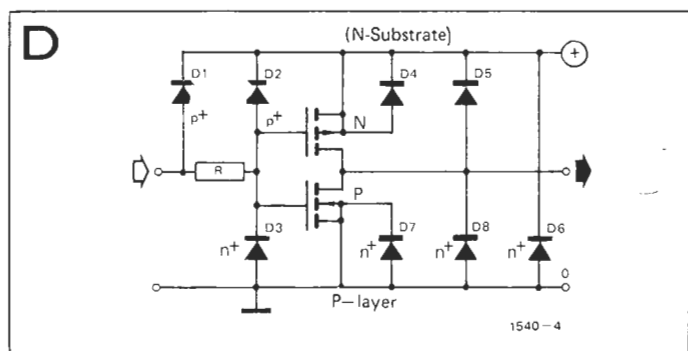 D
(N-Substrate)
+
D1
D2
D4
D5
p+
p+
N
R
P
D3
D7
D8
D6
n+
n+
n+
n+
0
P-layer
1540-4